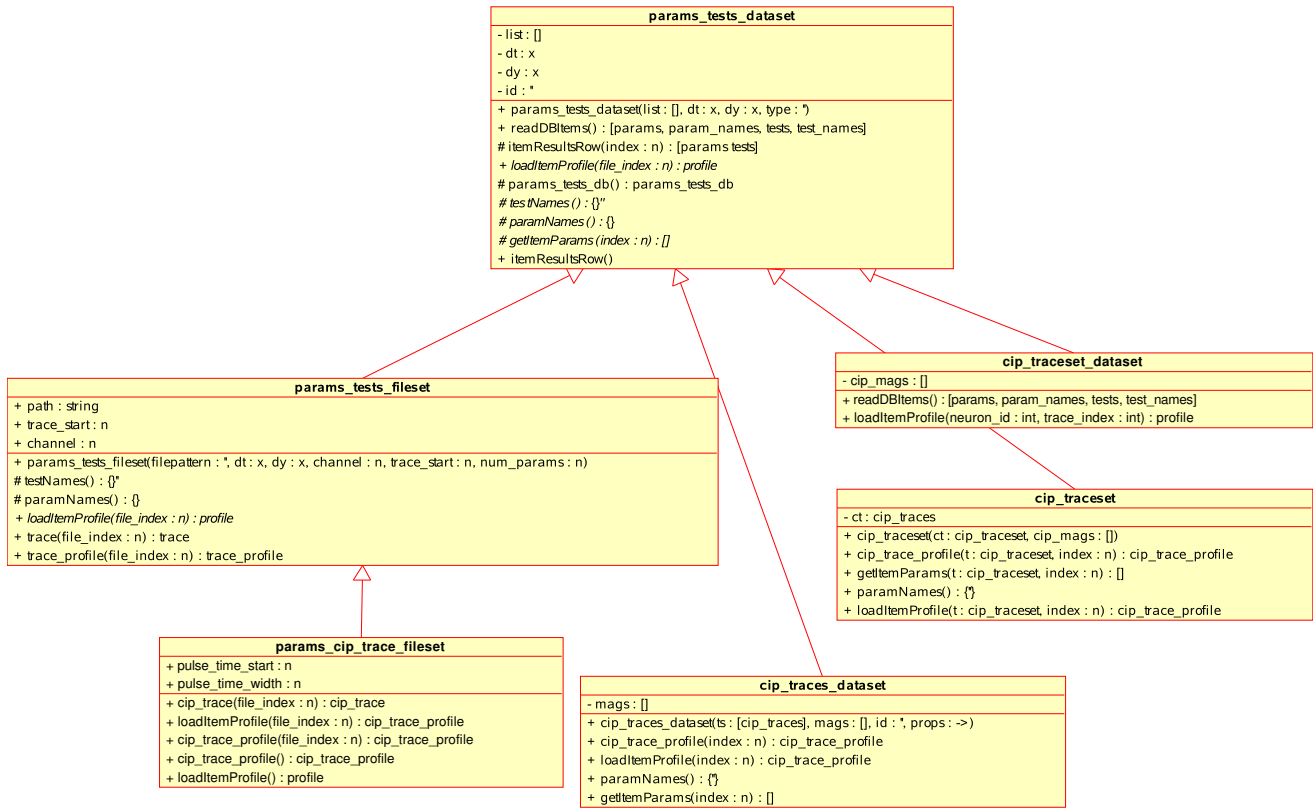 params_tests_dataset
- list : []
- dt : x
- dy : x
- id : ''
+ params_tests_dataset(list : [], dt : x, dy : x, type : '')
+ readDBItems() : [params, param_names, tests, test_names]
# itemResultsRow(index : n) : [params tests]
+ loadItemProfile(file_index : n) : profile
# params_tests_db() : params_tests_db
# testNames() : {}''
# paramNames() : {}
# getItemParams(index : n) : []
+ itemResultsRow()
params_tests_fileset
+ path : string
+ trace_start : n
+ channel : n
+ params_tests_fileset(filepattern : '', dt : x, dy : x, channel : n, trace_start : n, num_params : n)
# testNames() : {}''
# paramNames() : {}
+ loadItemProfile(file_index : n) : profile
+ trace(file_index : n) : trace
+ trace_profile(file_index : n) : trace_profile
cip_traceset_dataset
- cip_mags : []
+ readDBItems() : [params, param_names, tests, test_names]
+ loadItemProfile(neuron_id : int, trace_index : int) : profile
cip_traceset
- ct : cip_traces
+ cip_traceset(ct : cip_traceset, cip_mags : [])
+ cip_trace_profile(t : cip_traceset, index : n) : cip_trace_profile
+ getItemParams(t : cip_traceset, index : n) : []
+ paramNames() : {''}
+ loadItemProfile(t : cip_traceset, index : n) : cip_trace_profile
params_cip_trace_fileset
+ pulse_time_start : n
+ pulse_time_width : n
+ cip_trace(file_index : n) : cip_trace
+ loadItemProfile(file_index : n) : cip_trace_profile
+ cip_trace_profile(file_index : n) : cip_trace_profile
+ cip_trace_profile() : cip_trace_profile
+ loadItemProfile() : profile
cip_traces_dataset
- mags : []
+ cip_traces_dataset(ts : [cip_traces], mags : [], id : '', props : ->)
+ cip_trace_profile(index : n) : cip_trace_profile
+ loadItemProfile(index : n) : cip_trace_profile
+ paramNames() : {''}
+ getItemParams(index : n) : []